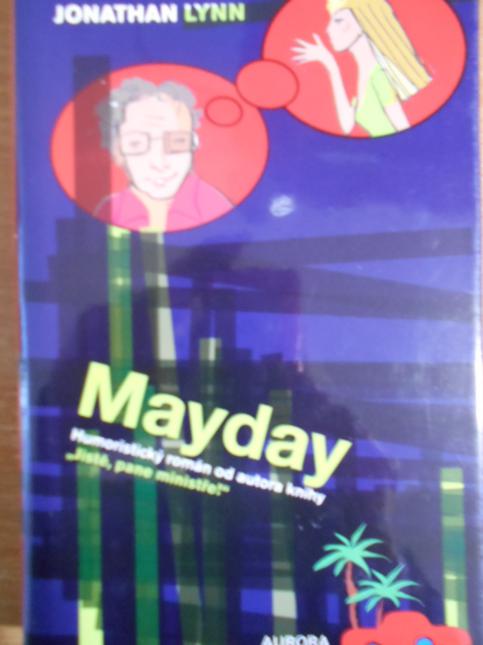 JONATHAN LYNN
Mayday
Humoristický román od autora knihy
„Jistě, pane ministře!“
AURORA